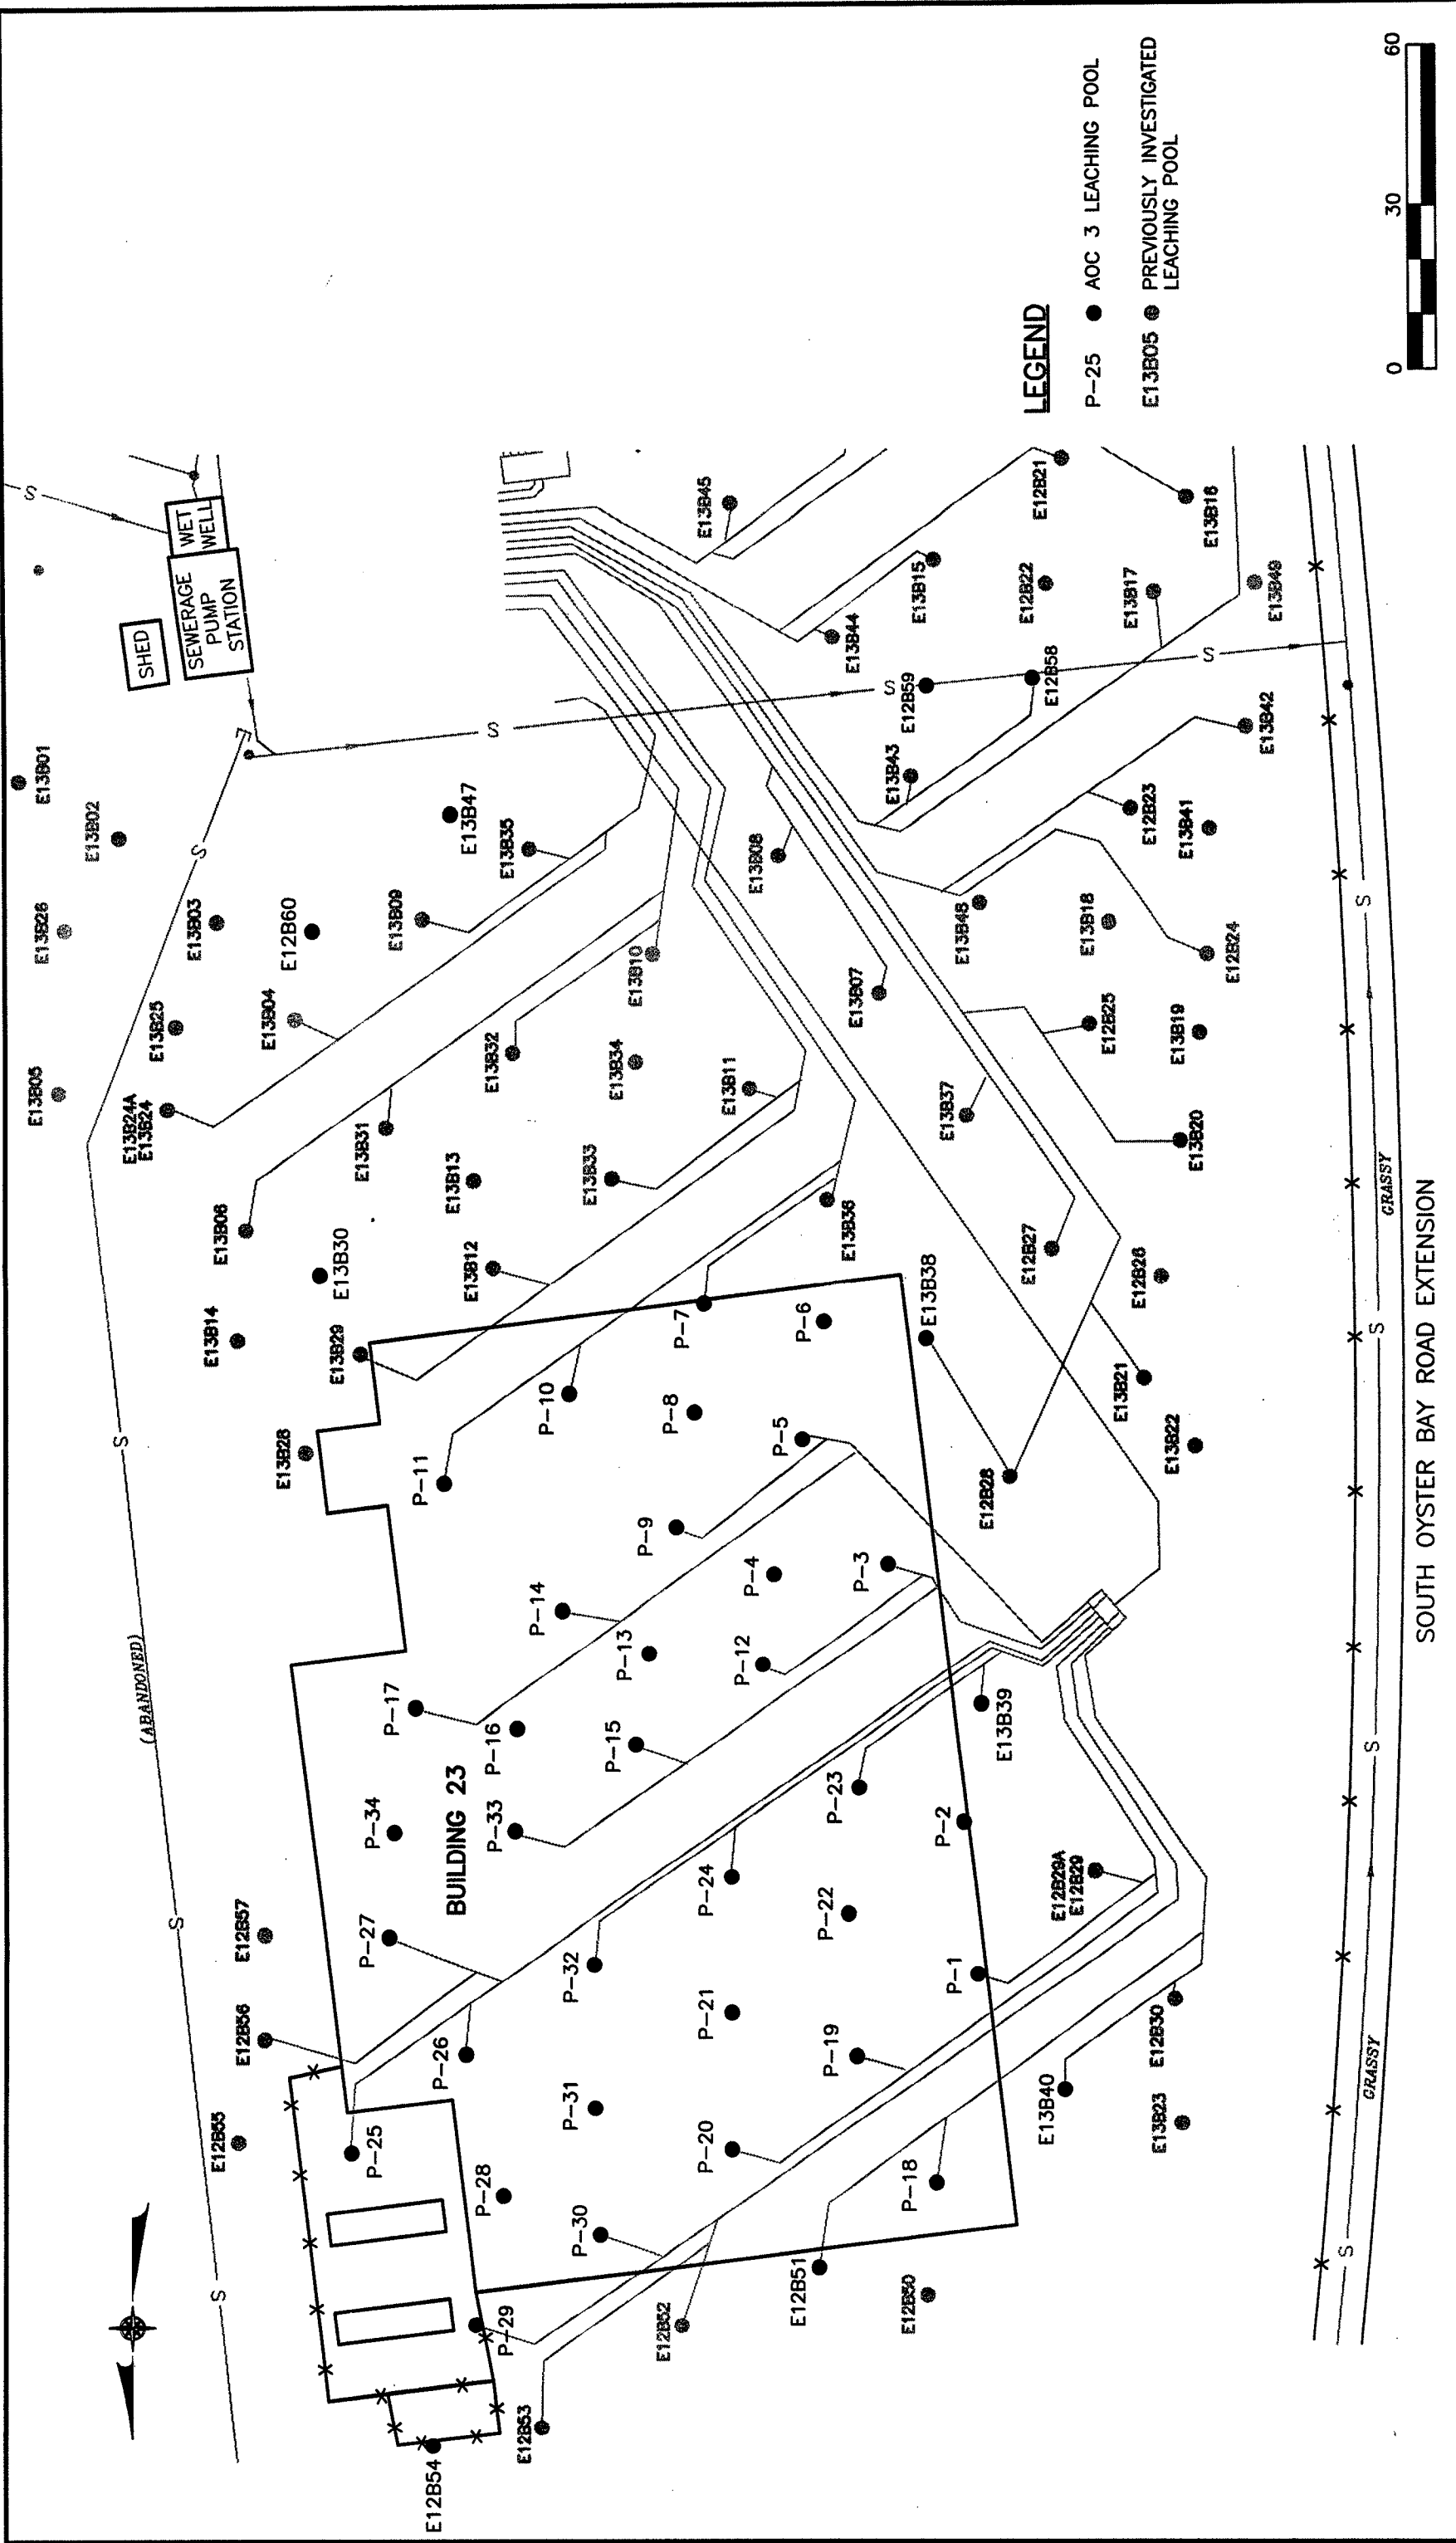 S
S
E13B01
E13B02
E13B26
E13B05
SHED
SEWERAGE
PUMP
STATION
WET
WELL
S
E13B03
E13B25
E13B24A
E13B24
E12B60
E13B04
E13B06
E13B14
E13B30
E13B47
E13B35
E13B09
E13B10
E13B32
E13B34
E13B31
E13B13
E13B33
E13B11
E13B12
E13B29
E13B28
E13B36
S
S
(ABANDONED)
S
S
E12B57
E12B56
E12B55
E12B54
E12B53
E12B52
E12B51
E12B50
BUILDING 23
P-1
P-2
P-3
P-4
P-5
P-6
P-7
P-8
P-9
P-10
P-11
P-12
P-13
P-14
P-15
P-16
P-17
P-18
P-19
P-20
P-21
P-22
P-23
P-24
P-25
P-26
P-27
P-28
P-29
P-30
P-31
P-32
P-33
P-34
E13B45
E13B15
E13B44
E12B21
E12B22
E13B16
E13B17
E13B49
E12B59
E12B58
S
S
E13B43
E13B42
E12B23
E13B41
E13B08
E13B48
E13B18
E12B24
E13B07
E12B25
E13B19
E13B37
E13B20
E12B27
E12B26
E13B38
E13B21
E13B22
E12B28
E13B39
E12B29A
E12B29
E12B30
E13B40
E13B23
S
GRASSY
S
S
GRASSY
S
SOUTH OYSTER BAY ROAD EXTENSION
LEGEND
P-25 AOC 3 LEACHING POOL
E13B05 PREVIOUSLY INVESTIGATED
LEACHING POOL
0 30 60